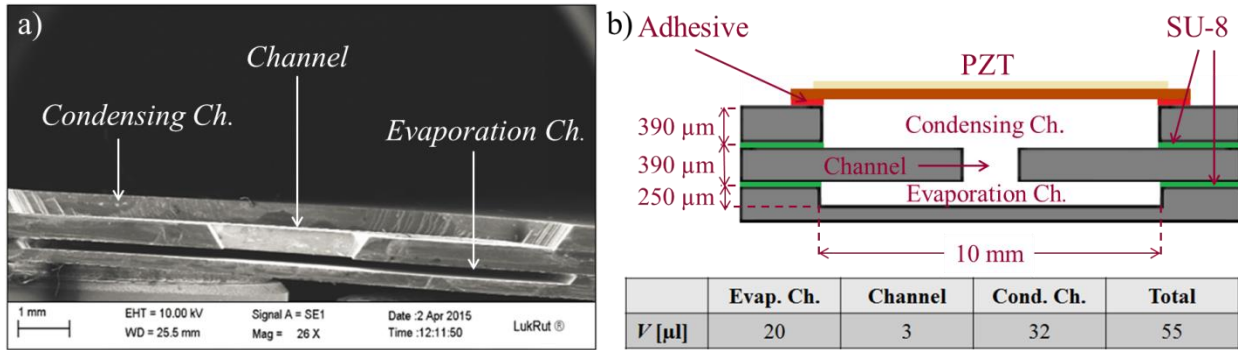 a)
Channel
Condensing Ch.
Evaporation Ch.
1 mm
EHT = 10.00 kV
WD = 25.5 mm
Signal A = SE1
Mag = 26 X
Date :2 Apr 2015
Time :12:11:50
LukRut ®
b)
Adhesive
SU-8
PZT
390 µm
Condensing Ch.
390 µm
Channel
250 µm
Evaporation Ch.
10 mm
Evap. Ch. Channel Cond. Ch. Total
V [µl] 20 3 32 55